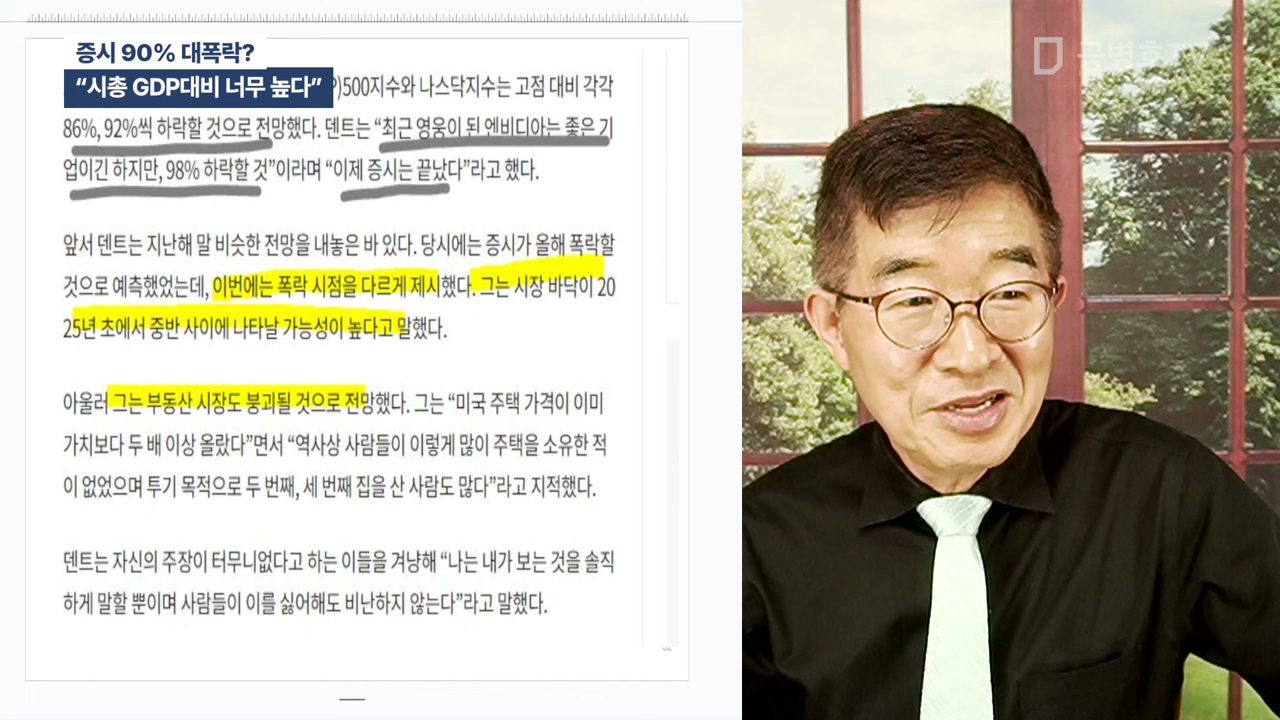 증시 90% 대폭락?
“시총 GDP대비 너무 높다”
P)500지수와 나스닥지수는 고점 대비 각각
86%, 92%씩 하락할 것으로 전망했다. 덴트는 “최근 영웅이 된 엔비디아는 좋은 기
업이긴 하지만, 98% 하락할 것”이라며 “이제 증시는 끝났다”라고 했다.
앞서 덴트는 지난해 말 비슷한 전망을 내놓은 바 있다. 당시에는 증시가 올해 폭락할
것으로 예측했었는데, 이번에는 폭락 시점을 다르게 제시했다. 그는 시장 바닥이 20
25년 초에서 중반 사이에 나타날 가능성이 높다고 말했다.
아울러 그는 부동산 시장도 붕괴될 것으로 전망했다. 그는 “미국 주택 가격이 이미
가치보다 두 배 이상 올랐다”면서 “역사상 사람들이 이렇게 많이 주택을 소유한 적
이 없었으며 투기 목적으로 두 번째, 세 번째 집을 산 사람도 많다”라고 지적했다.
덴트는 자신의 주장이 터무니없다고 하는 이들을 겨냥해 “나는 내가 보는 것을 솔직
하게 말할 뿐이며 사람들이 이를 싫어해도 비난하지 않는다”라고 말했다.